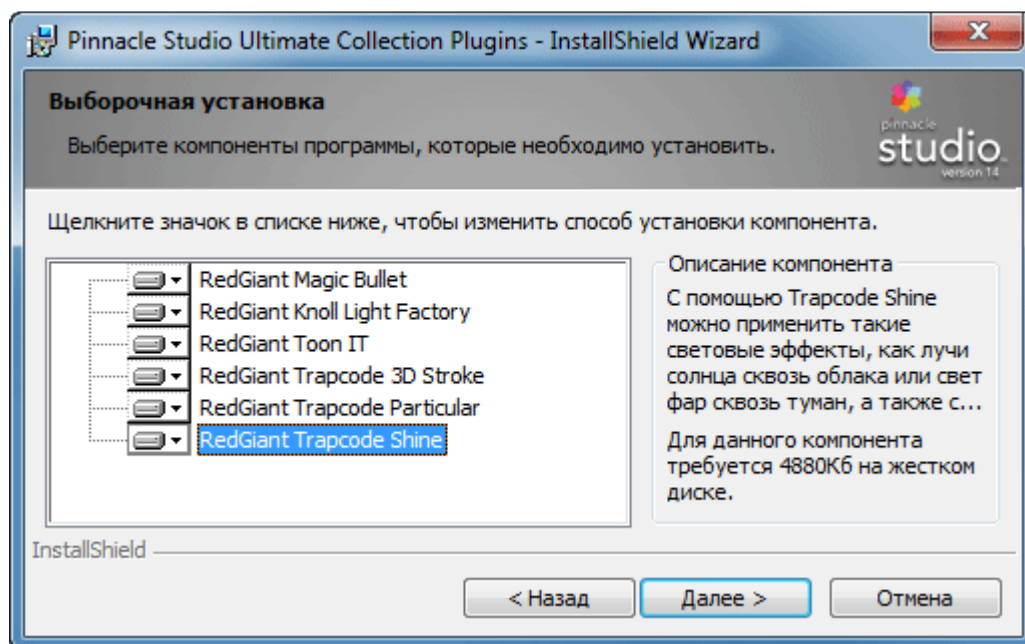 Pinnacle Studio Ultimate Collection Plugins - InstallShield Wizard
Выборочная установка
Выберите компоненты программы, которые необходимо установить.
pinnacle
studio
version 14
Щелкните значок в списке ниже, чтобы изменить способ установки компонента.
RedGiant Magic Bullet
RedGiant Knoll Light Factory
RedGiant Toon IT
RedGiant Trapcode 3D Stroke
RedGiant Trapcode Particular
RedGiant Trapcode Shine
Описание компонента
С помощью Trapcode Shine
можно применить такие
световые эффекты, как лучи
солнца сквозь облака или свет
фар сквозь туман, а также с...
Для данного компонента
требуется 4880Кб на жестком
диске.
InstallShield
< Назад
Далее >
Отмена